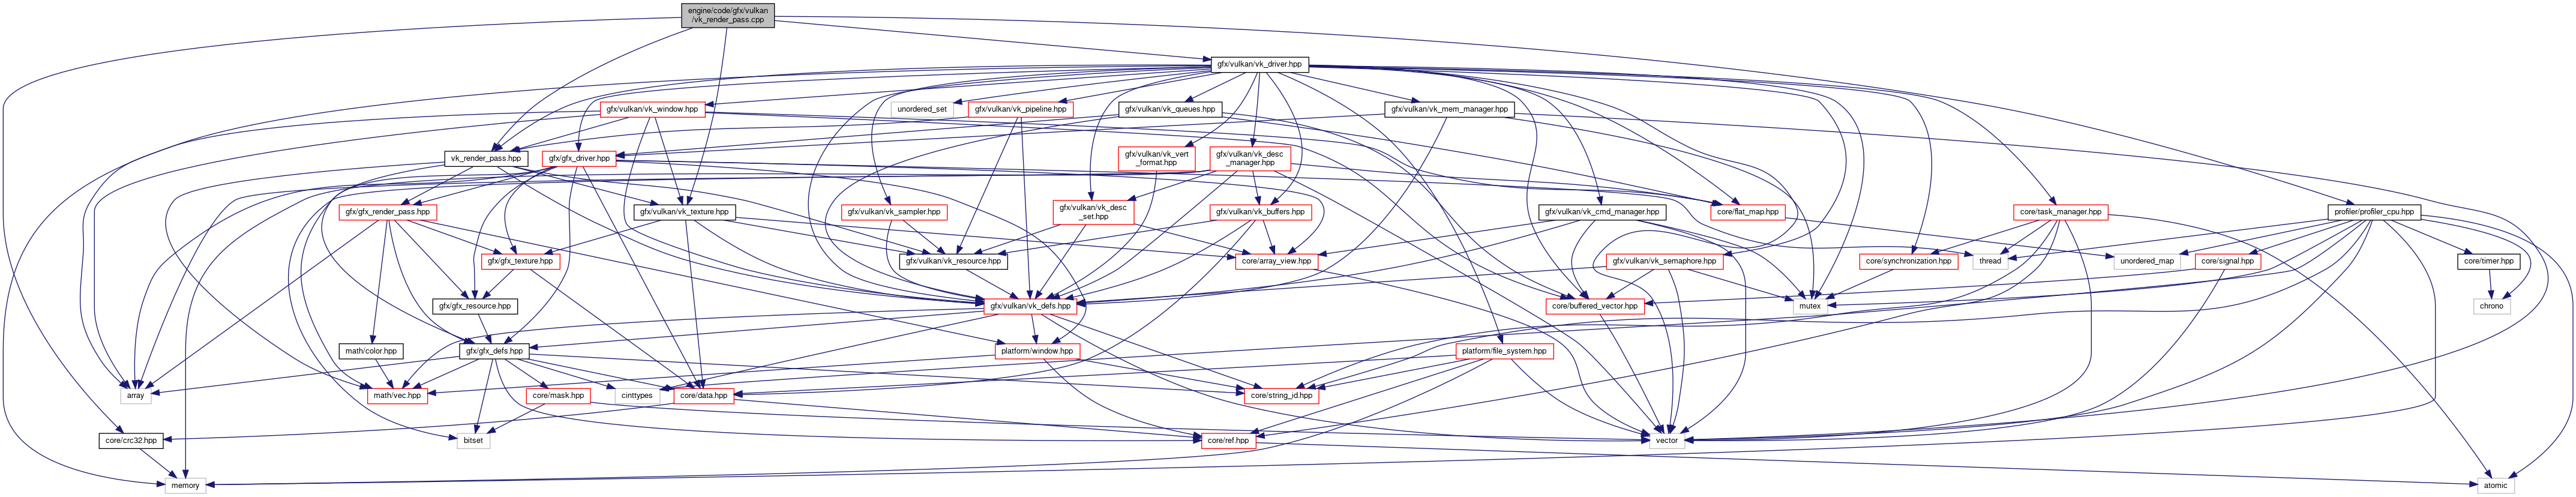 engine/code/gfx/vulkan
/vk_render_pass.cpp
gfx/vulkan/vk_driver.hpp
gfx/vulkan/vk_window.hpp
unordered_set
gfx/vulkan/vk_pipeline.hpp
gfx/vulkan/vk_queues.hpp
gfx/vulkan/vk_mem_manager.hpp
vk_render_pass.hpp
gfx/gfx_driver.hpp
gfx/vulkan/vk_vert
_format.hpp
gfx/vulkan/vk_desc
_manager.hpp
gfx/gfx_render_pass.hpp
gfx/vulkan/vk_texture.hpp
gfx/vulkan/vk_sampler.hpp
gfx/vulkan/vk_desc
_set.hpp
gfx/vulkan/vk_buffers.hpp
gfx/vulkan/vk_cmd_manager.hpp
core/flat_map.hpp
core/task_manager.hpp
profiler/profiler_cpu.hpp
gfx/gfx_texture.hpp
gfx/vulkan/vk_resource.hpp
core/array_view.hpp
gfx/vulkan/vk_semaphore.hpp
core/synchronization.hpp
thread
unordered_map
core/signal.hpp
core/timer.hpp
gfx/gfx_resource.hpp
gfx/vulkan/vk_defs.hpp
core/buffered_vector.hpp
mutex
chrono
math/color.hpp
gfx/gfx_defs.hpp
platform/window.hpp
platform/file_system.hpp
array
math/vec.hpp
core/mask.hpp
cinttypes
core/data.hpp
core/string_id.hpp
core/crc32.hpp
bitset
core/ref.hpp
vector
memory
atomic